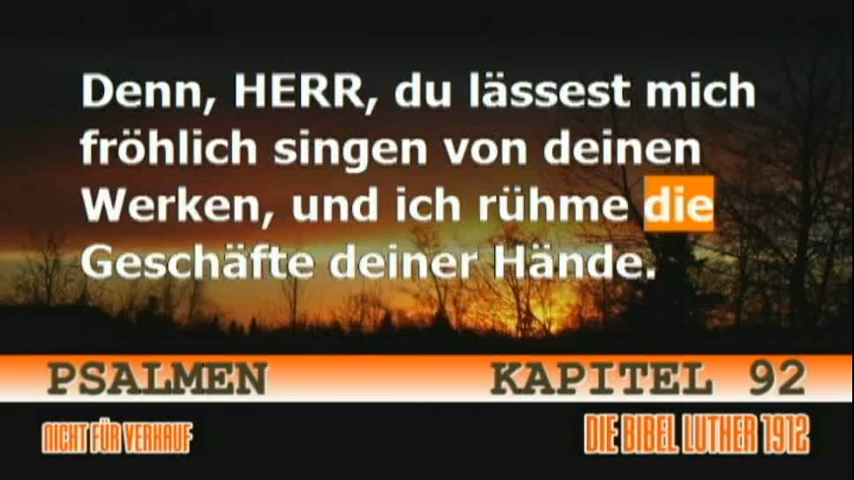 Denn, HERR, du lässest mich
fröhlich singen von deinen
Werken, und ich rühme die
Geschäfte deiner Hände.
PSALMEN KAPITEL 92
NICHT FÜR VERKAUF DIE BIBEL LUTHER 1912